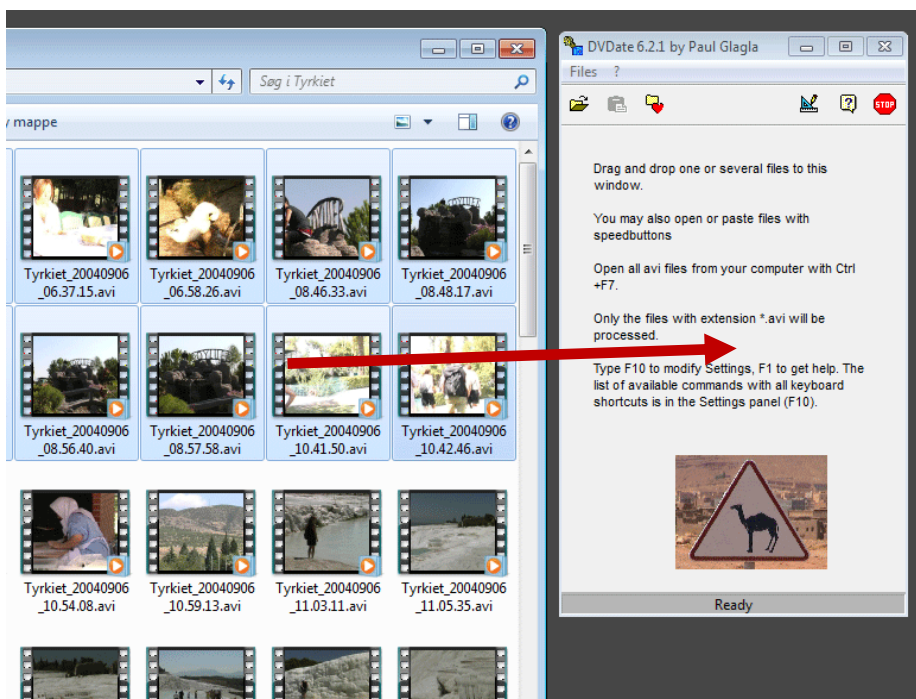 Søg i Tyrkiet
mappe
Tyrkiet_20040906
_06.37.15.avi
Tyrkiet_20040906
_06.58.26.avi
Tyrkiet_20040906
_08.46.33.avi
Tyrkiet_20040906
_08.48.17.avi
Tyrkiet_20040906
_08.56.40.avi
Tyrkiet_20040906
_08.57.58.avi
Tyrkiet_20040906
_10.41.50.avi
Tyrkiet_20040906
_10.42.46.avi
Tyrkiet_20040906
_10.54.08.avi
Tyrkiet_20040906
_10.59.13.avi
Tyrkiet_20040906
_11.03.11.avi
Tyrkiet_20040906
_11.05.35.avi
DVDate 6.2.1 by Paul Glagla
Files ?
STOP
Drag and drop one or several files to this
window.
You may also open or paste files with
speedbuttons
Open all avi files from your computer with Ctrl
+F7.
Only the files with extension *.avi will be
processed.
Type F10 to modify Settings, F1 to get help. The
list of available commands with all keyboard
shortcuts is in the Settings panel (F10).
Ready